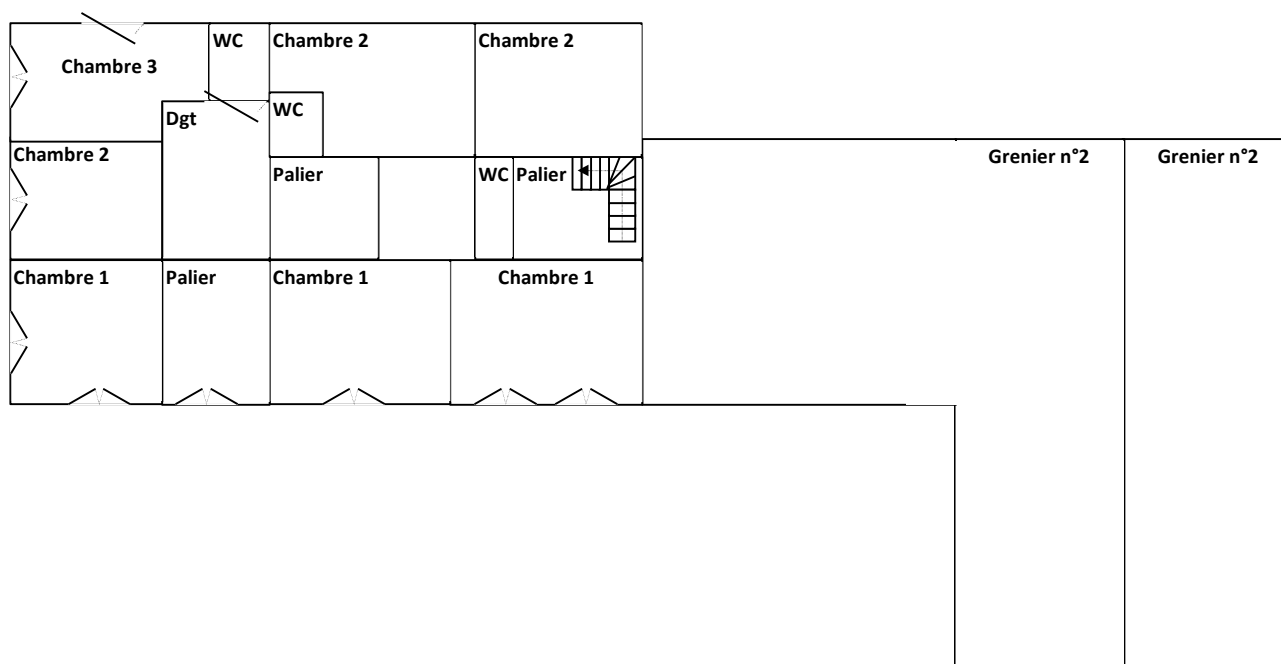 WC
Chambre 2
Chambre 2
Chambre 3
WC
Dgt
Chambre 2
Grenier n°2
Grenier n°2
Palier
WC
Palier
Chambre 1
Palier
Chambre 1
Chambre 1